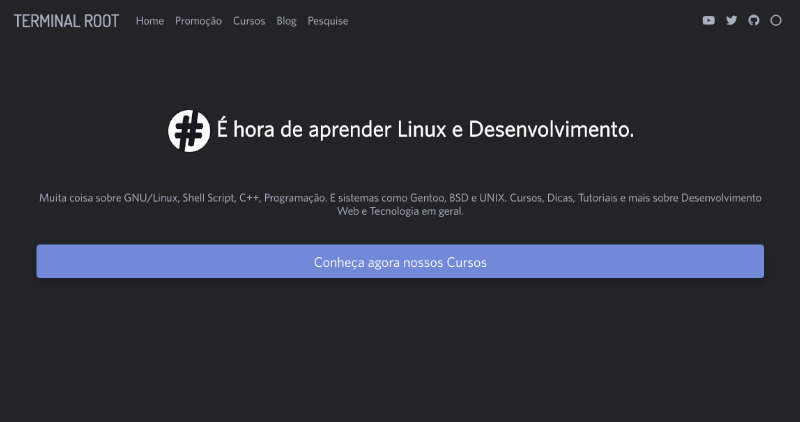 TERMINAL ROOT Home Promoção Cursos Blog Pesquise
# É hora de aprender Linux e Desenvolvimento.
Muita coisa sobre GNU/Linux, Shell Script, C++, Programação. E sistemas como Gentoo, BSD e UNIX. Cursos, Dicas, Tutoriais e mais sobre Desenvolvimento
Web e Tecnologia em geral.
Conheça agora nossos Cursos